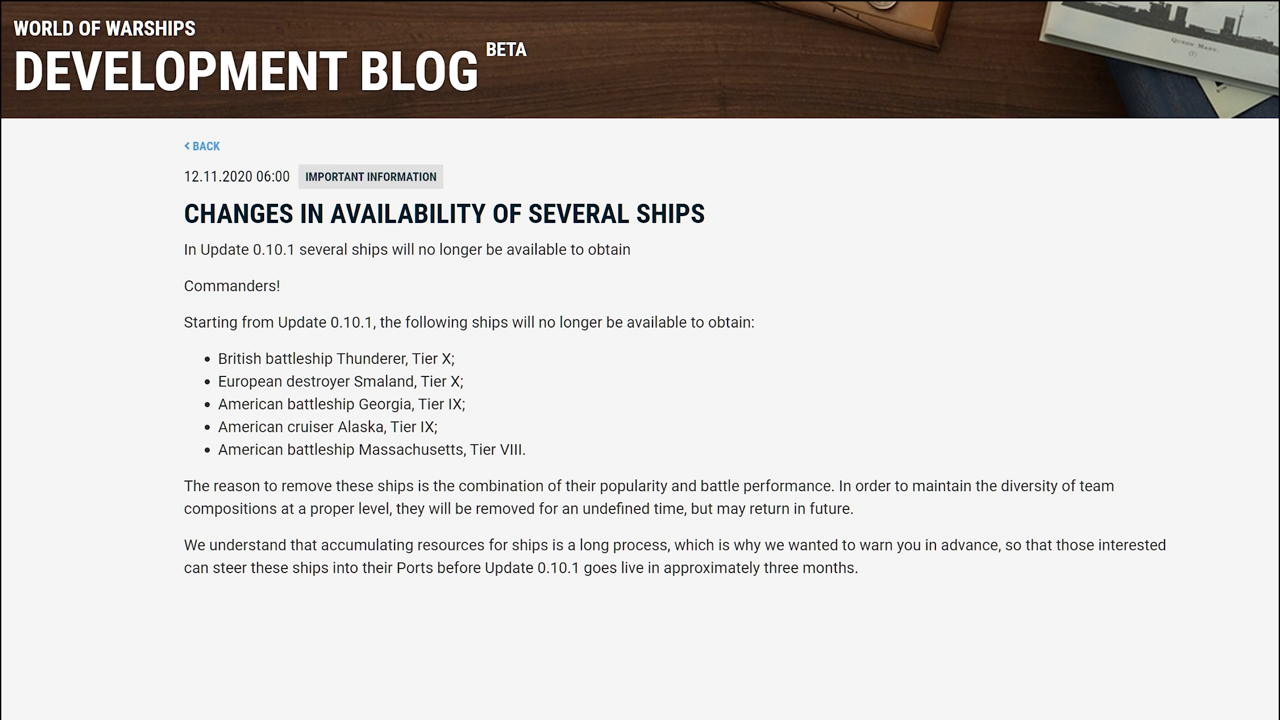 WORLD OF WARSHIPS
DEVELOPMENT BLOG BETA
Queen Mary.
BACK
12.11.2020 06:00 IMPORTANT INFORMATION
CHANGES IN AVAILABILITY OF SEVERAL SHIPS
In Update 0.10.1 several ships will no longer be available to obtain
Commanders!
Starting from Update 0.10.1, the following ships will no longer be available to obtain:
• British battleship Thunderer, Tier X;
• European destroyer Smaland, Tier X;
• American battleship Georgia, Tier IX;
• American cruiser Alaska, Tier IX;
• American battleship Massachusetts, Tier VIII.
The reason to remove these ships is the combination of their popularity and battle performance. In order to maintain the diversity of team
compositions at a proper level, they will be removed for an undefined time, but may return in future.
We understand that accumulating resources for ships is a long process, which is why we wanted to warn you in advance, so that those interested
can steer these ships into their Ports before Update 0.10.1 goes live in approximately three months.